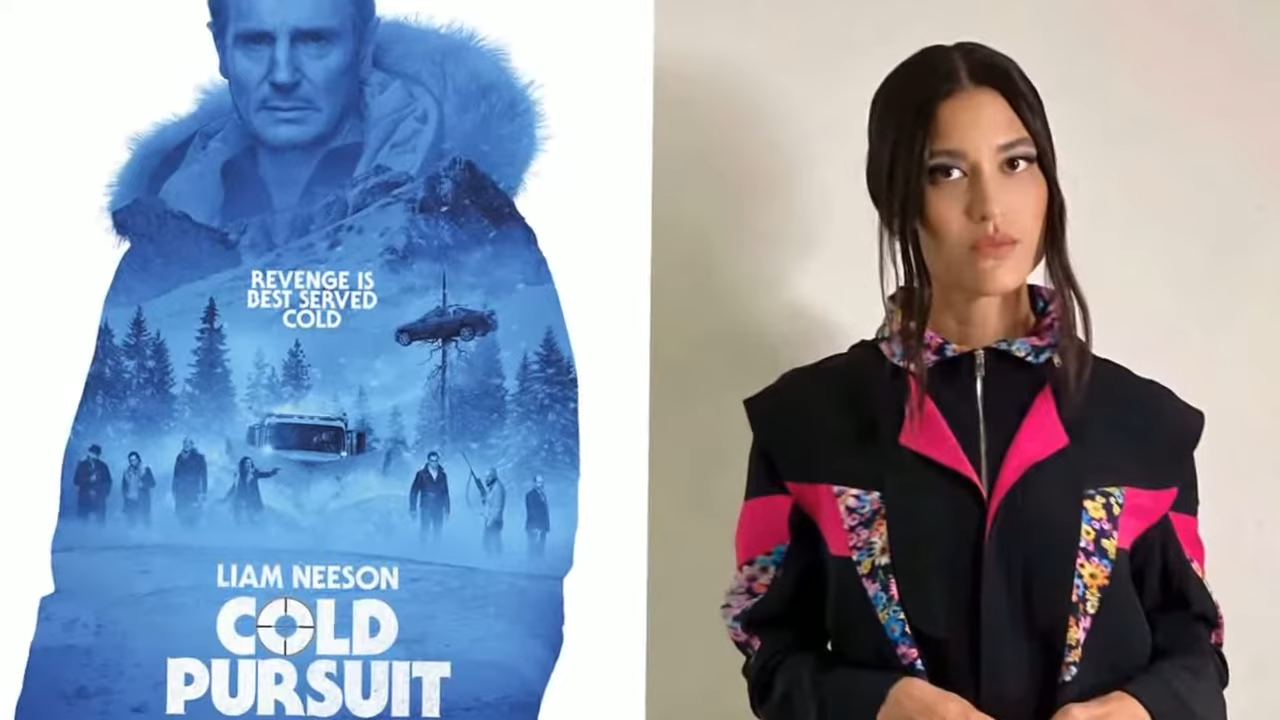 REVENGE IS
BEST SERVED
COLD
LIAM NEESON
COLD
PURSUIT